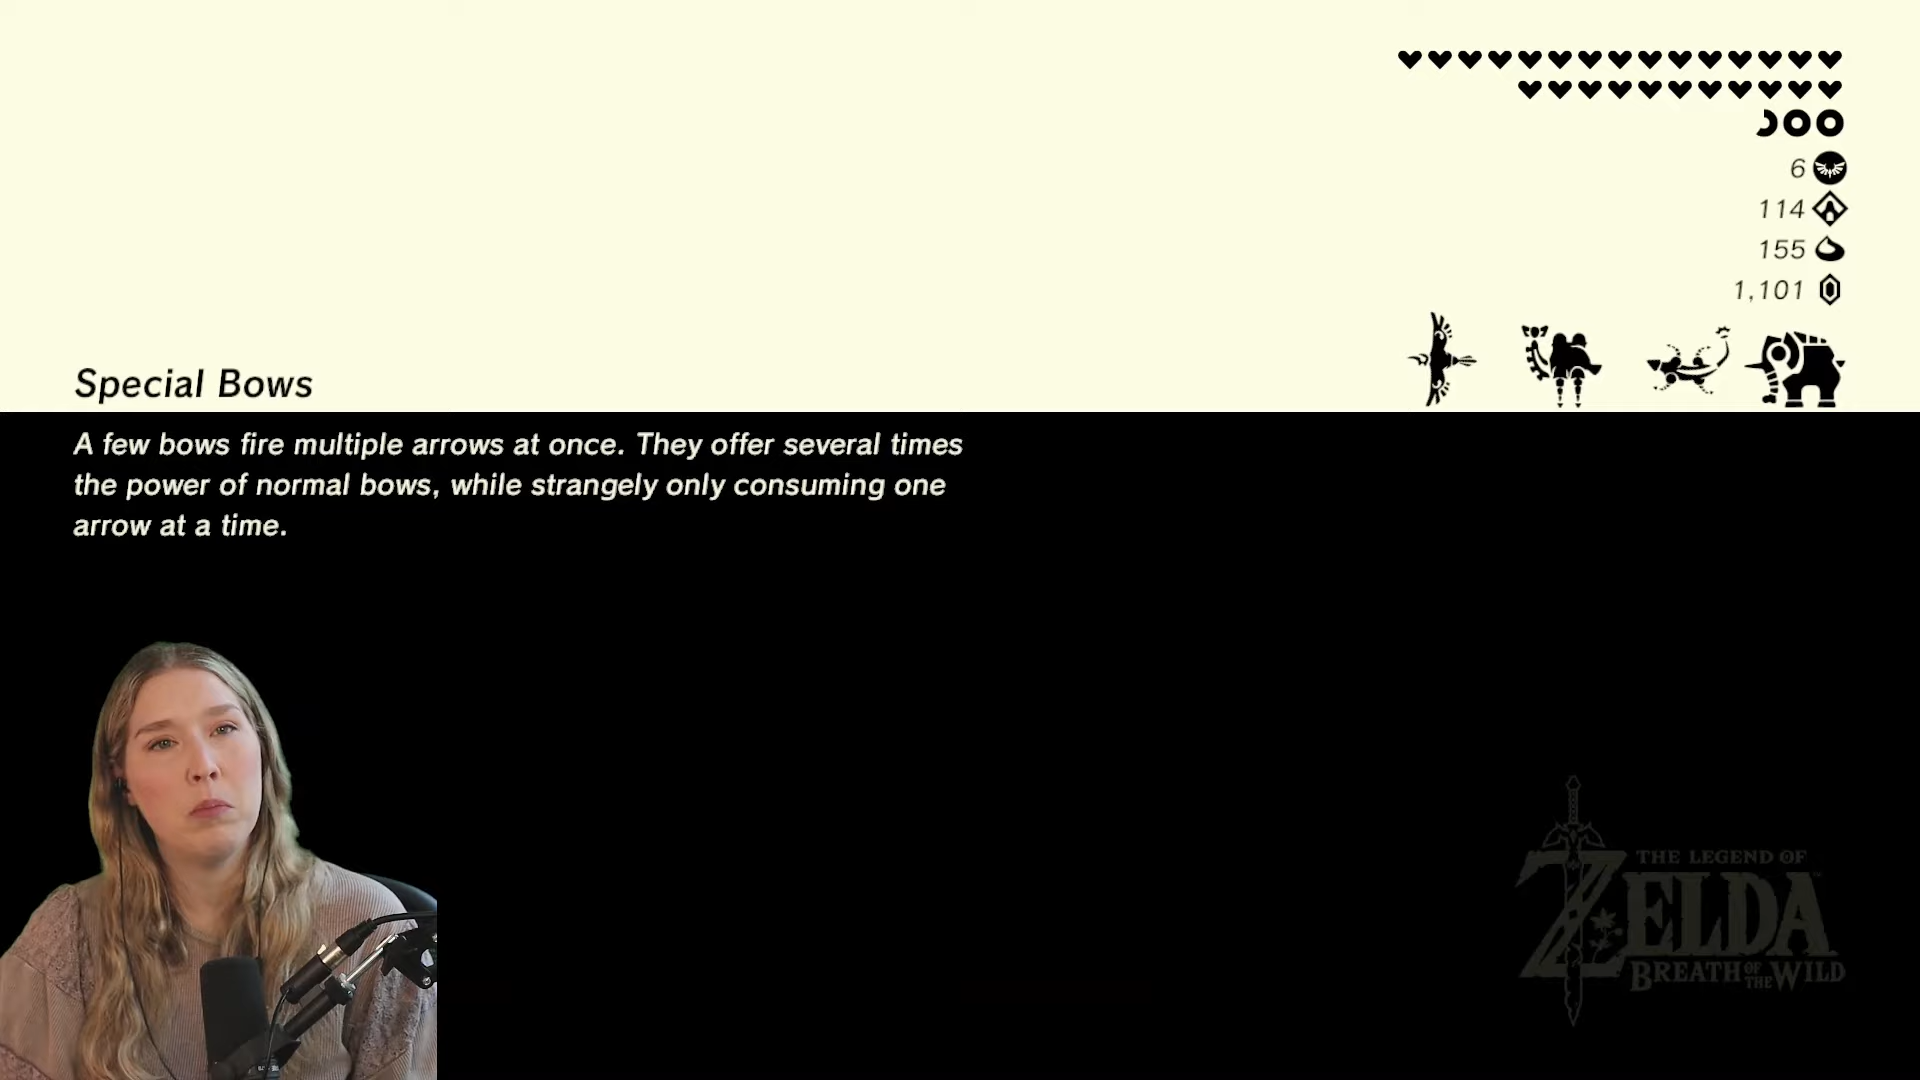 6
114
155
1,101
Special Bows
A few bows fire multiple arrows at once. They offer several times
the power of normal bows, while strangely only consuming one
arrow at a time.
THE LEGEND OF
ZELDA
BREATH OF THE WILD